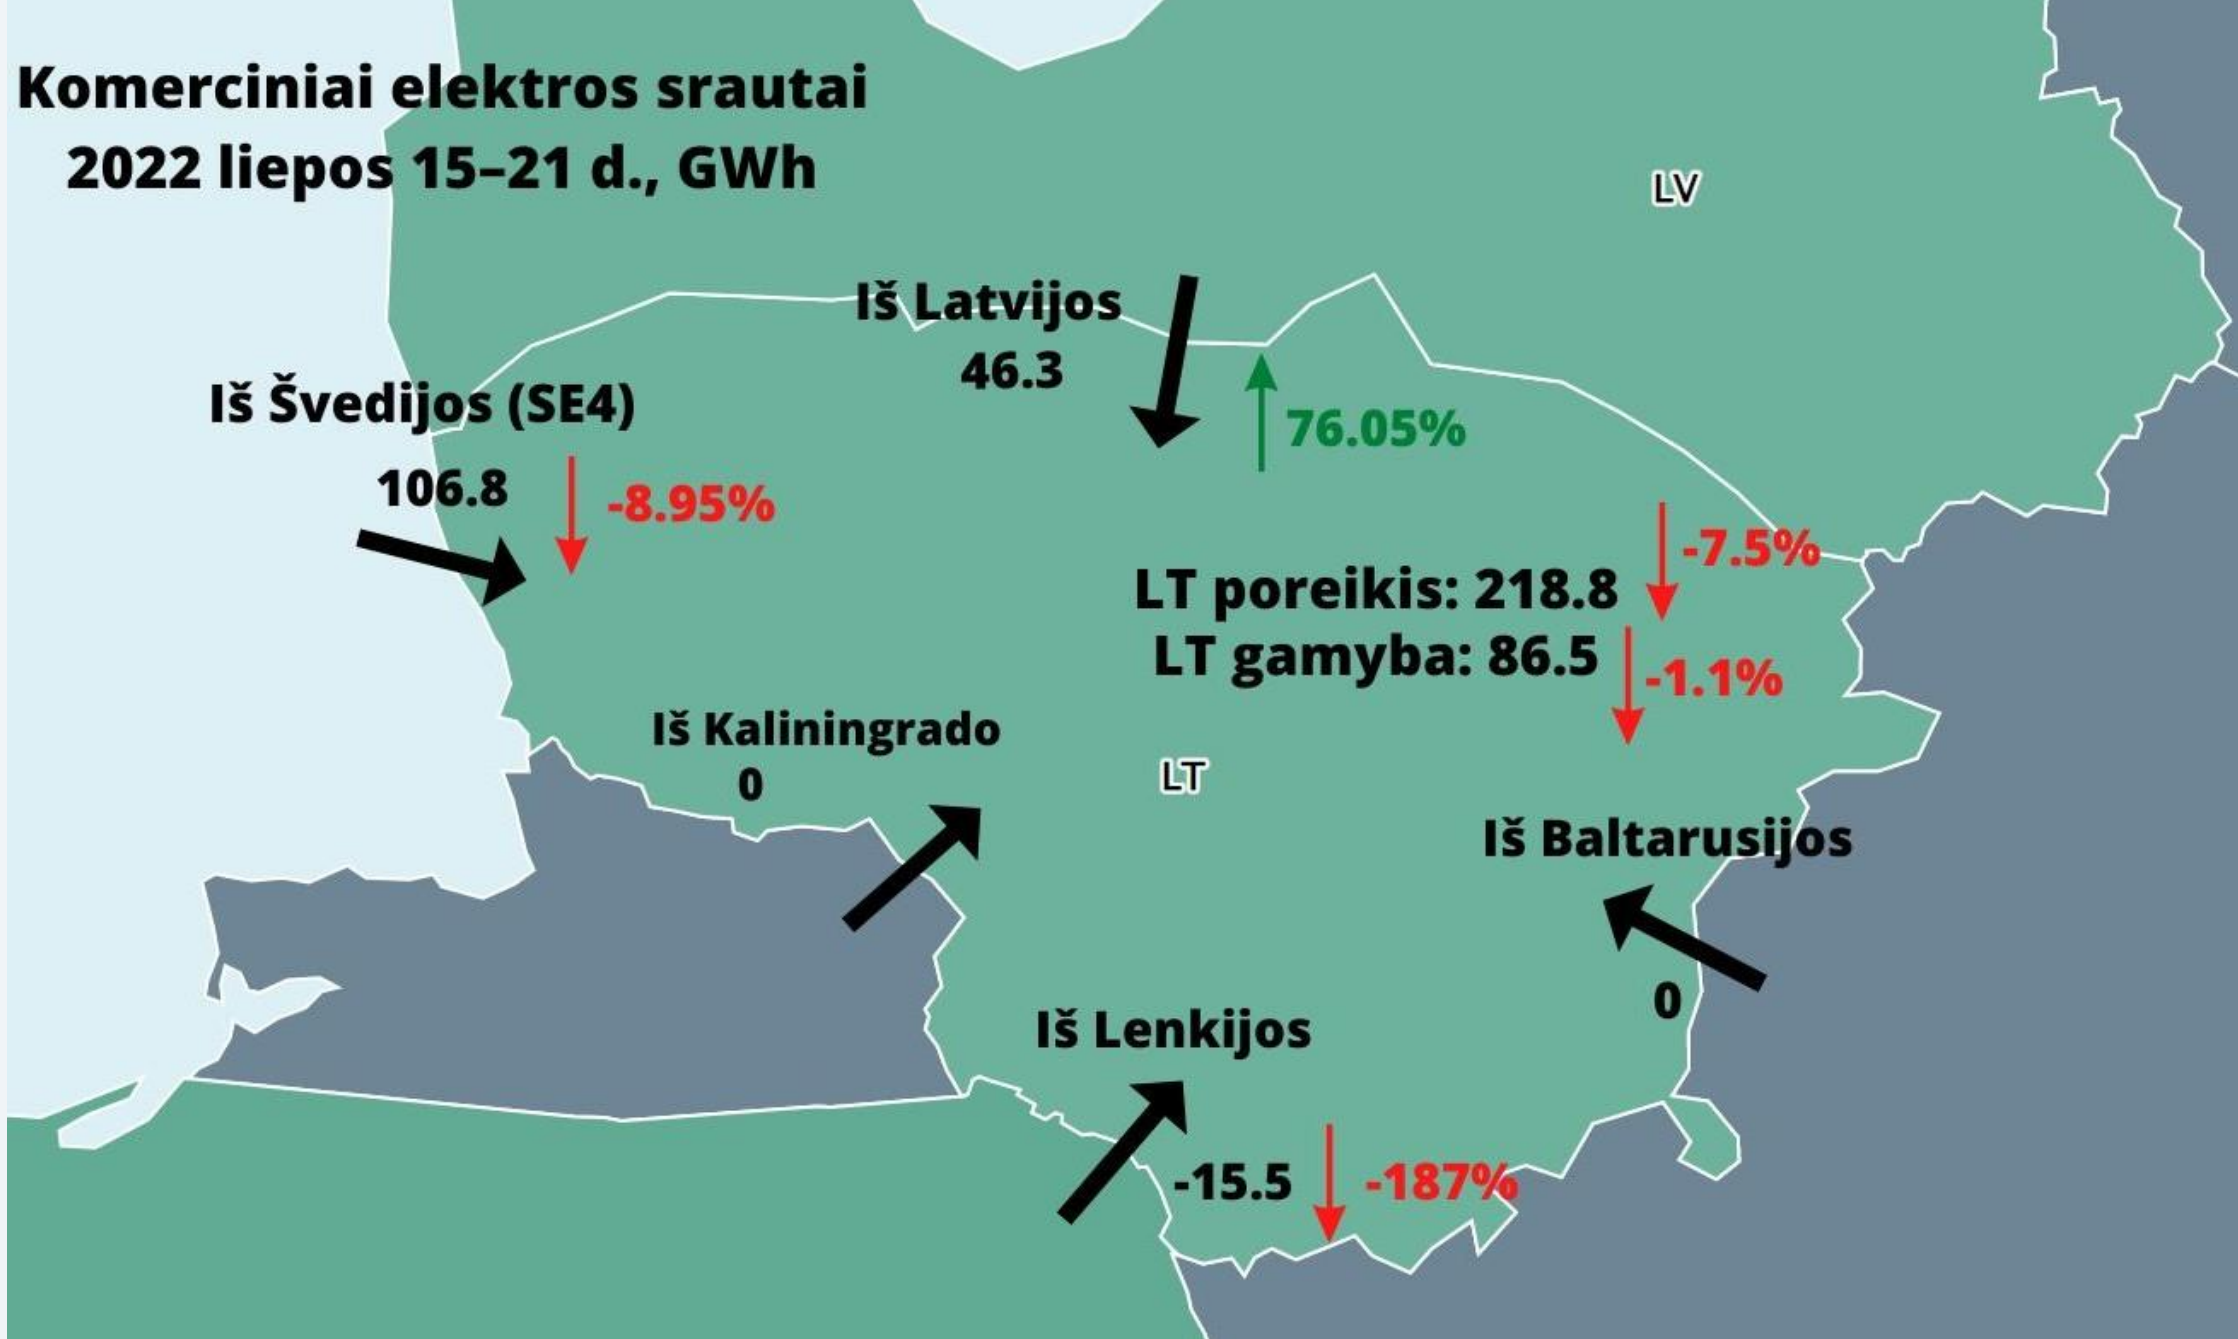 Komerciniai elektros srautai
2022 liepos 15–21 d., GWh
LV
Iš Latvijos
46.3
76.05%
Iš Švedijos (SE4)
106.8
-8.95%
-7.5%
LT poreikis: 218.8
LT gamyba: 86.5
-1.1%
Iš Kaliningrado
0
LT
Iš Baltarusijos
0
Iš Lenkijos
-15.5
-187%